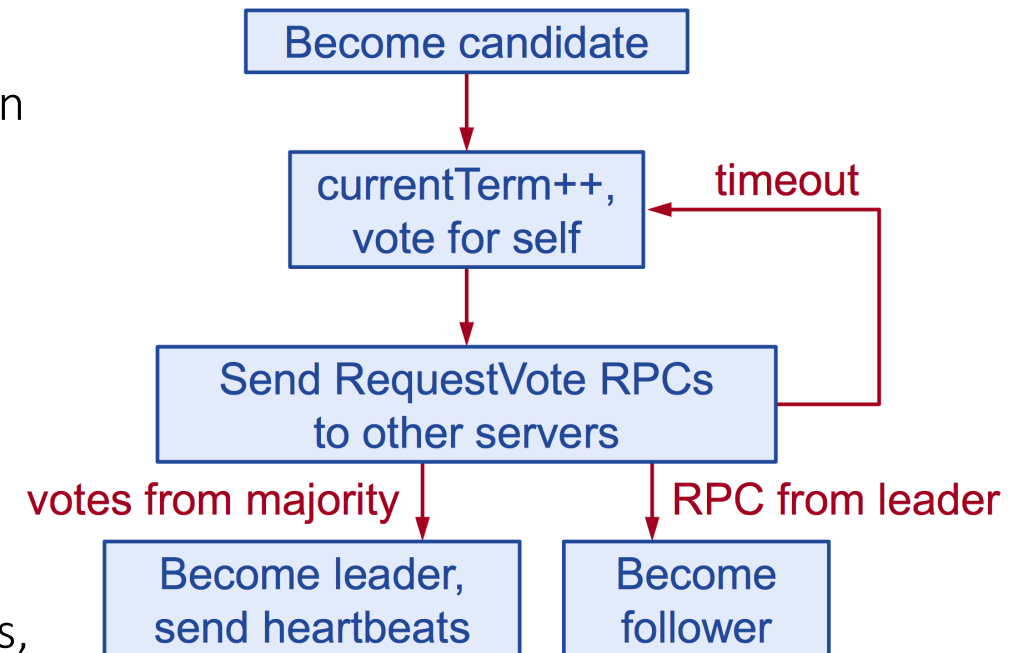 Become candidate
n
currentTerm++,
vote for self
timeout
Send RequestVote RPCs
to other servers
votes from majority
RPC from leader
Become leader,
send heartbeats
Become
follower
s,